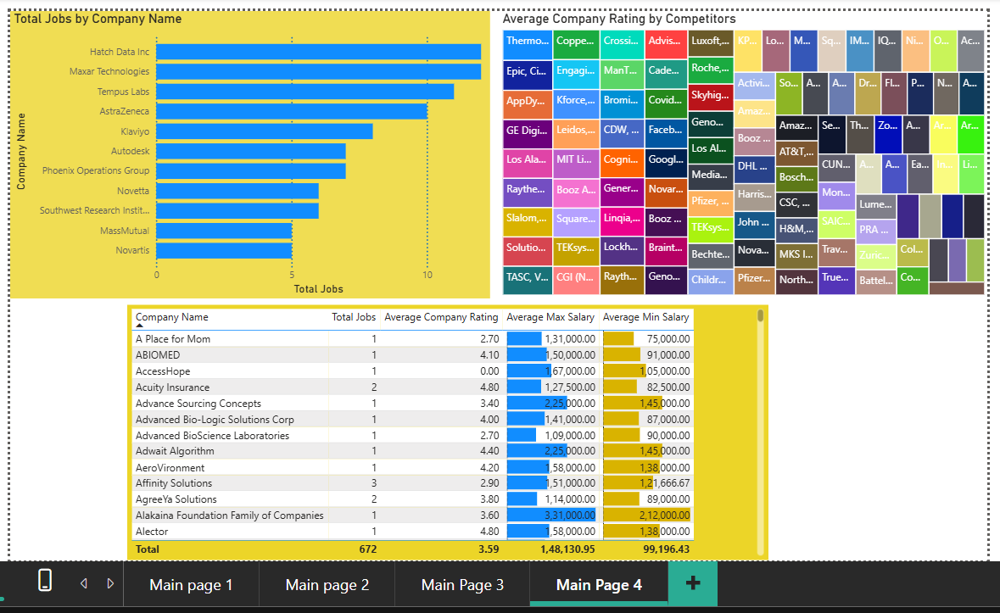 Total Jobs by Company Name
Company Name
Hatch Data Inc
Maxar Technologies
Tempus Labs
AstraZeneca
Klaviyo
Autodesk
Phoenix Operations Group
Novetta
Southwest Research Instit...
MassMutual
Novartis
0 5 10
Total Jobs
Average Company Rating by Competitors
Thermo... Coppe... Crossi... Advis... Luxoft,... KP... Lo... M... Sq... IM... IQ... Ni... O... Ac...
Epic, Ci... Engagi... ManT... Cade... Roche,... Activi... So... A... A... Dr... Fl... P... N... A...
AppDy... Kforce,... Bromi... Covid... Skyhig... Amaz...
GE Digi... Leidos,... CDW, ... Faceb... Geno... Booz ... Amaz... Se... Th... Zo... A... Ar... Ar...
Los Ala... MIT Li... Cogni... Googl... Los Al... DHL ... AT&T,... CUN... A... A... Ea... In... Li...
Raythe... Booz A... Gener... Novar... Media... Harris... Bosch... Mon...
Slalom,... Square... Linqia,... Booz ... Pfizer, ... John ... CSC, ... SAIC... Lume...
Solutio... TEKsys... Lockh... Braint... TEKsys... Nova... H&M,... Trav... PRA ...
TASC, V... CGI (N... Rayth... Geno... Bechte... Pfizer... MKS I... True... Zuric... Col...
Childr... North... Battel... Co...
Company Name Total Jobs Average Company Rating Average Max Salary Average Min Salary
A Place for Mom 1 2.70 1,31,000.00 75,000.00
ABIOMED 1 4.10 1,50,000.00 91,000.00
AccessHope 1 0.00 1,67,000.00 1,05,000.00
Acuity Insurance 2 4.80 1,27,500.00 82,500.00
Advance Sourcing Concepts 1 3.40 2,25,000.00 1,45,000.00
Advanced Bio-Logic Solutions Corp 1 4.00 1,41,000.00 87,000.00
Advanced BioScience Laboratories 1 2.70 1,09,000.00 90,000.00
Adwait Algorithm 1 4.40 2,25,000.00 1,45,000.00
AeroVironment 1 4.20 1,58,000.00 1,38,000.00
Affinity Solutions 3 2.90 1,51,000.00 1,21,666.67
AgreeYa Solutions 2 3.80 1,14,000.00 89,000.00
Alakaina Foundation Family of Companies 1 3.60 3,31,000.00 2,12,000.00
Alector 1 4.80 1,58,000.00 1,38,000.00
Total 672 3.59 1,48,130.95 99,196.43
Main page 1 Main page 2 Main Page 3 Main Page 4 +